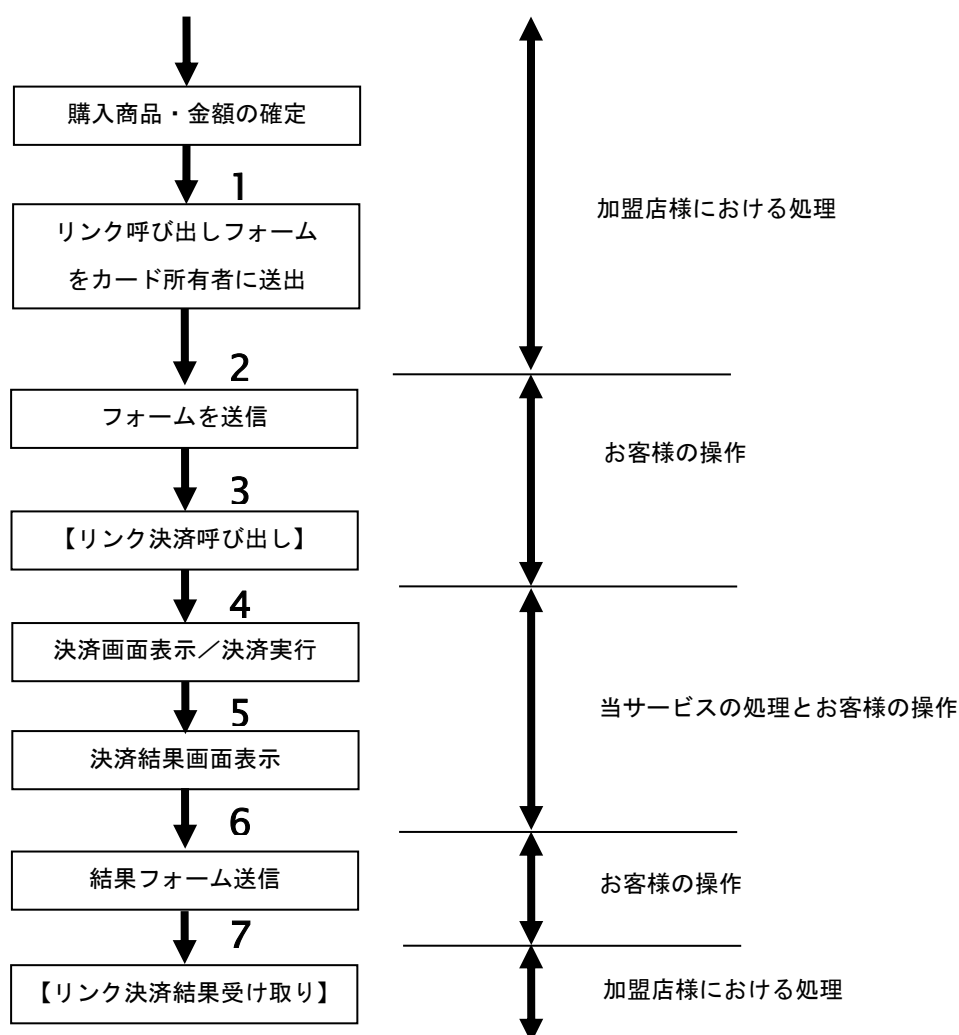 購入商品・金額の確定
1
リンク呼び出しフォーム
をカード所有者に送出
加盟店様における処理
2
フォームを送信
お客様の操作
3
【リンク決済呼び出し】
4
決済画面表示／決済実行
5
当サービスの処理とお客様の操作
決済結果画面表示
6
結果フォーム送信
お客様の操作
7
【リンク決済結果受け取り】
加盟店様における処理